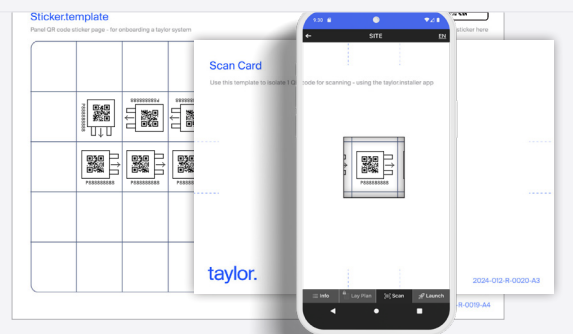 Sticker.template
Panel QR code sticker page - for onboarding a taylor system
sticker here
9:30
SITE
EN
Scan Card
Use this template to isolate 1 QR code for scanning - using the taylor.installer app
P888888888
P888888888
P888888888
P888888888
P888888888
taylor.
Info
Lay Plan
Scan
Launch
2024-012-R-0020-A3
-R-0019-A4